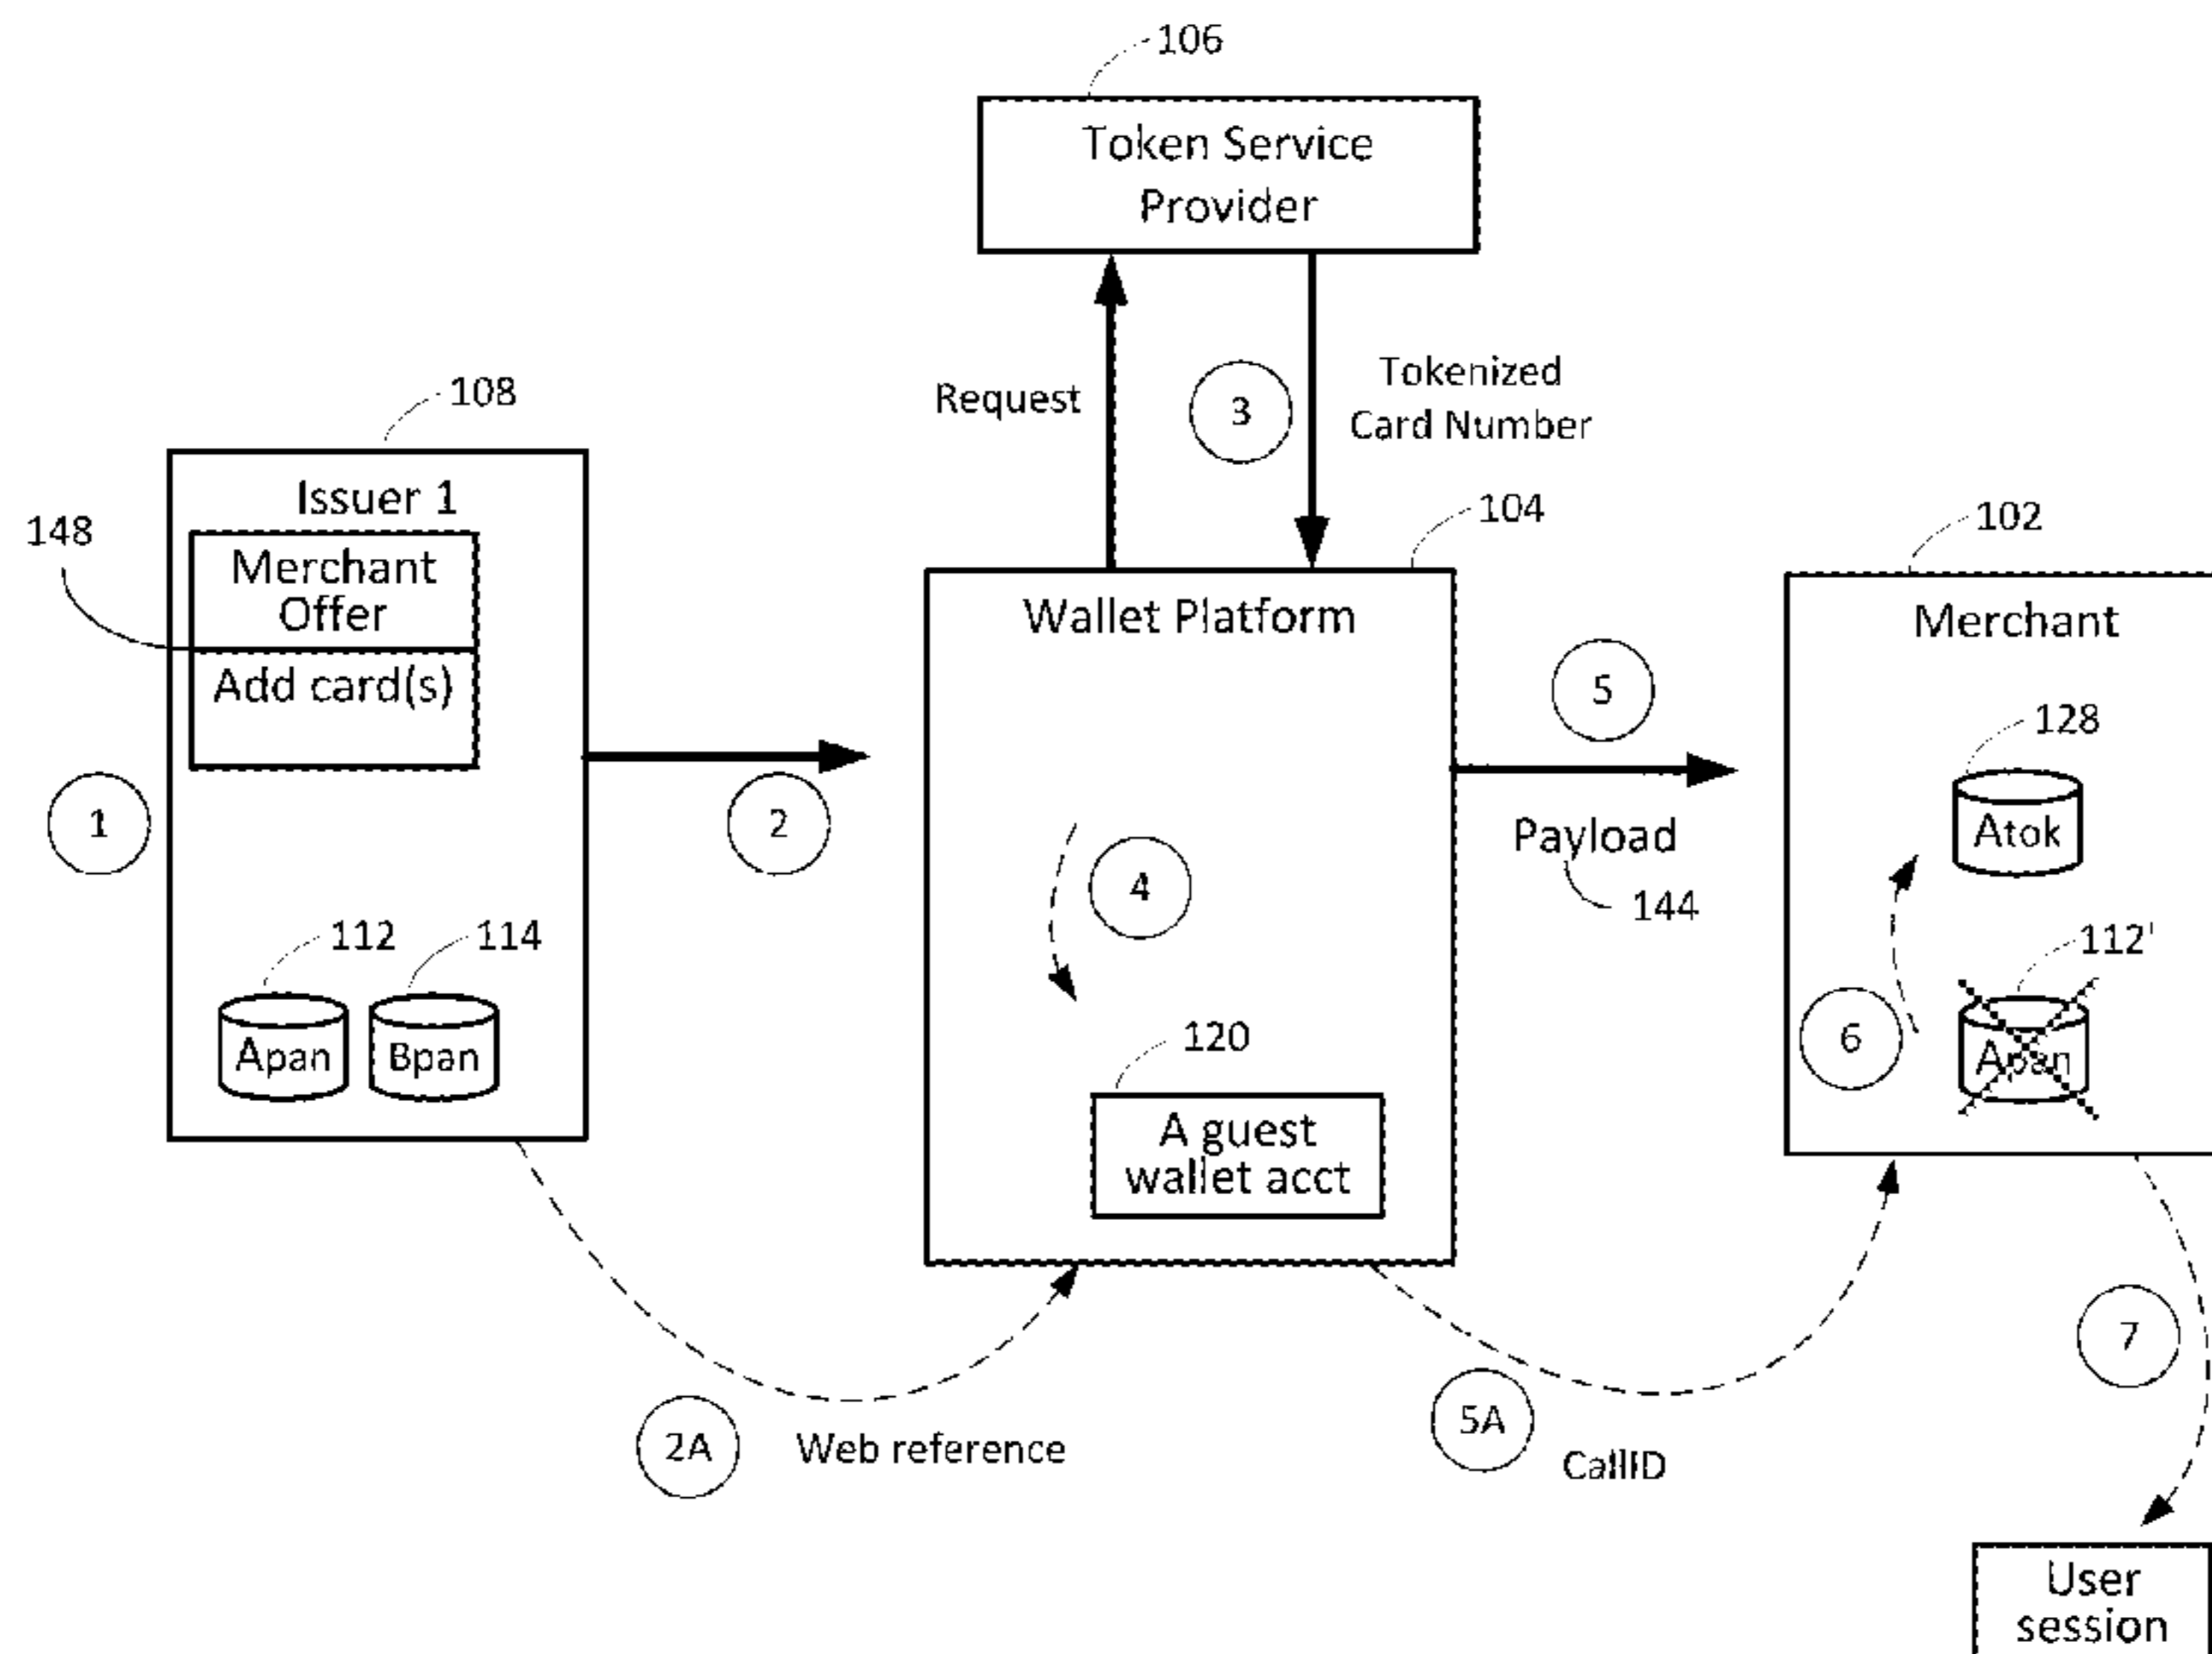 106
Token Service
Provider
Request
3
Tokenized
Card Number
108
Issuer 1
148
Merchant
Offer
Add card(s)
1
112
114
Apan
Bpan
2
104
Wallet Platform
4
120
A guest
wallet acct
5
Payload
144
102
Merchant
128
Atok
112'
6
Apan
2A
Web reference
5A
CallID
7
User
session